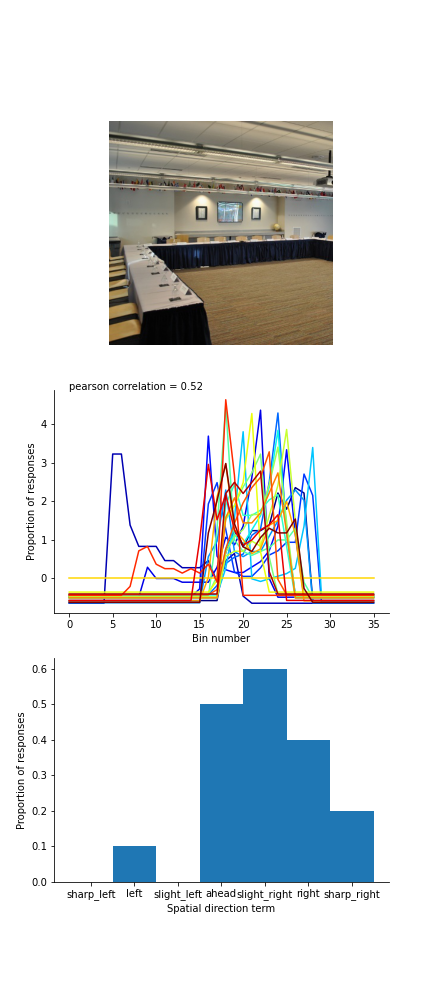 pearson correlation = 0.52
Proportion of responses
4
3
2
1
0
0 5 10 15 20 25 30 35
Bin number
Proportion of responses
0.6
0.5
0.4
0.3
0.2
0.1
0.0
sharp_left left slight_left ahead slight_right right sharp_right
Spatial direction term